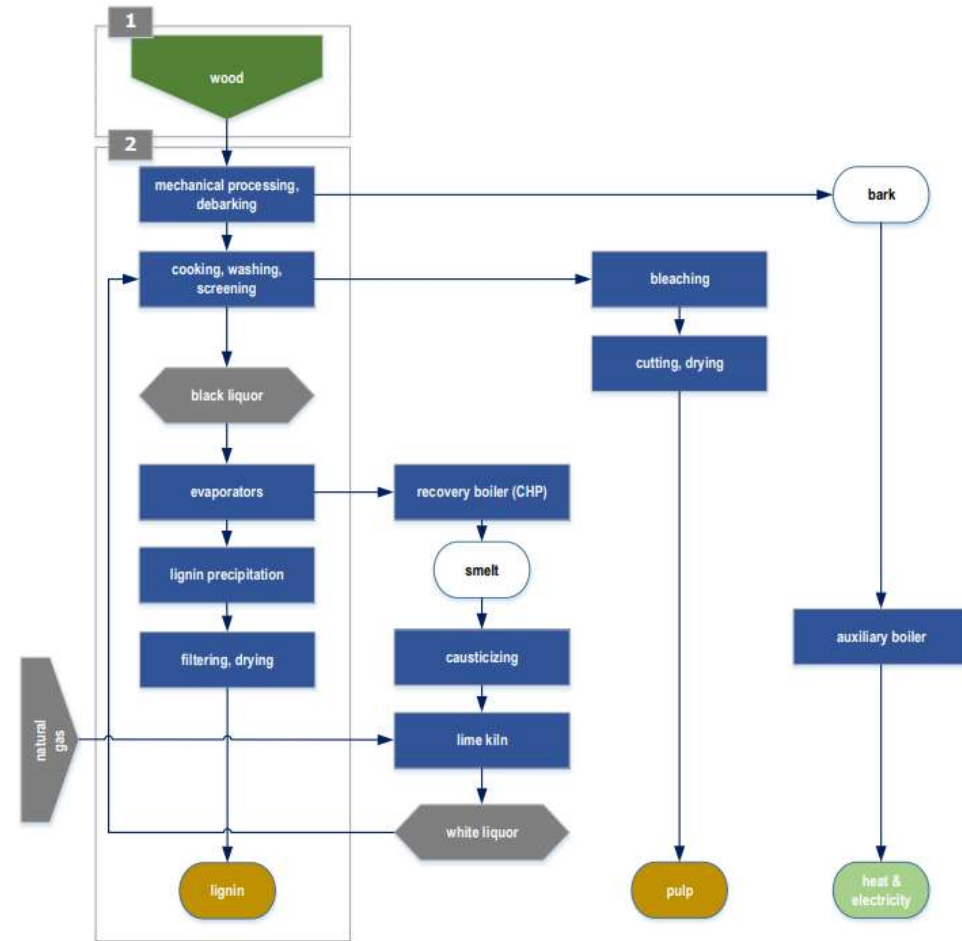 1
wood
2
mechanical processing,
debarking
bark
cooking, washing,
screening
bleaching
cutting, drying
black liquor
evaporators
recovery boiler (CHP)
smelt
lignin precipitation
causticizing
auxiliary boiler
filtering, drying
natural
gas
lime kiln
white liquor
lignin
pulp
heat &
electricity